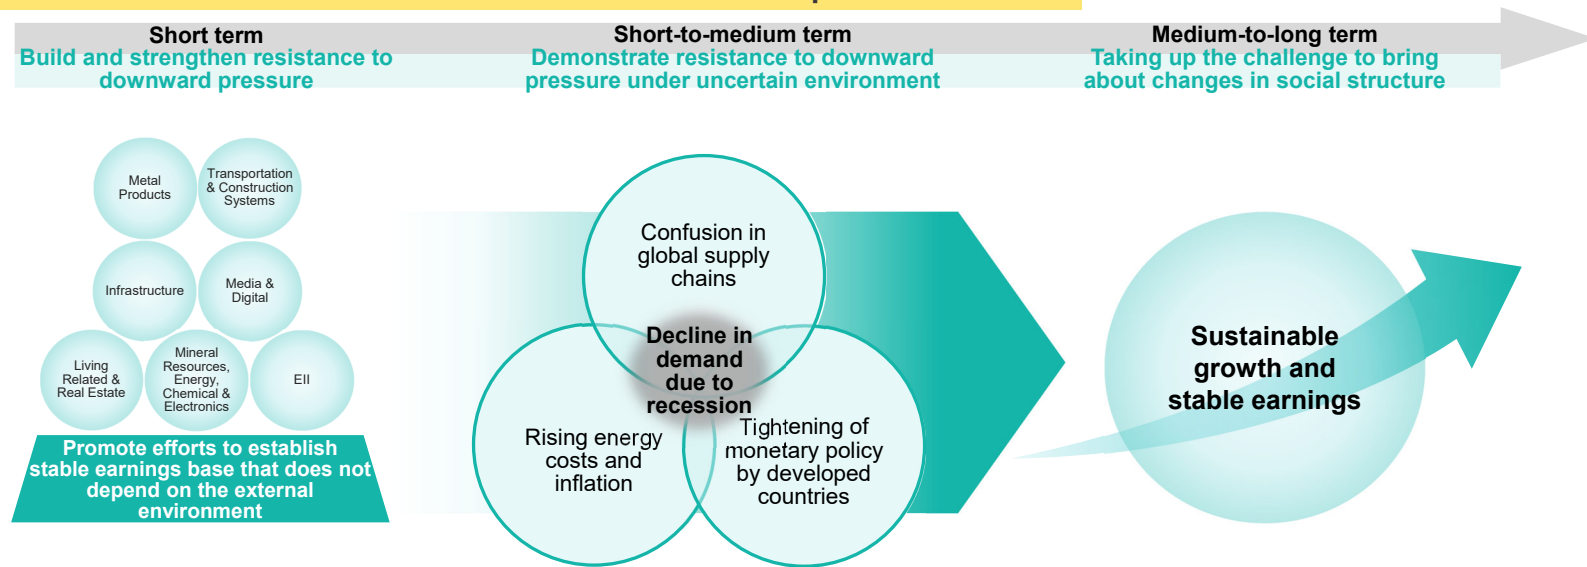 Short term
Build and strengthen resistance to
downward pressure
Short-to-medium term
Demonstrate resistance to downward
pressure under uncertain environment
Medium-to-long term
Taking up the challenge to bring
about changes in social structure
Metal
Products
Transportation
& Construction
Systems
Infrastructure
Media &
Digital
Living
Related &
Real Estate
Mineral
Resources,
Energy,
Chemical &
Electronics
EII
Promote efforts to establish
stable earnings base that does not
depend on the external
environment
Confusion in
global supply
chains
Decline in
demand
due to
recession
Rising energy
costs and
inflation
Tightening of
monetary policy
by developed
countries
Sustainable
growth and
stable earnings